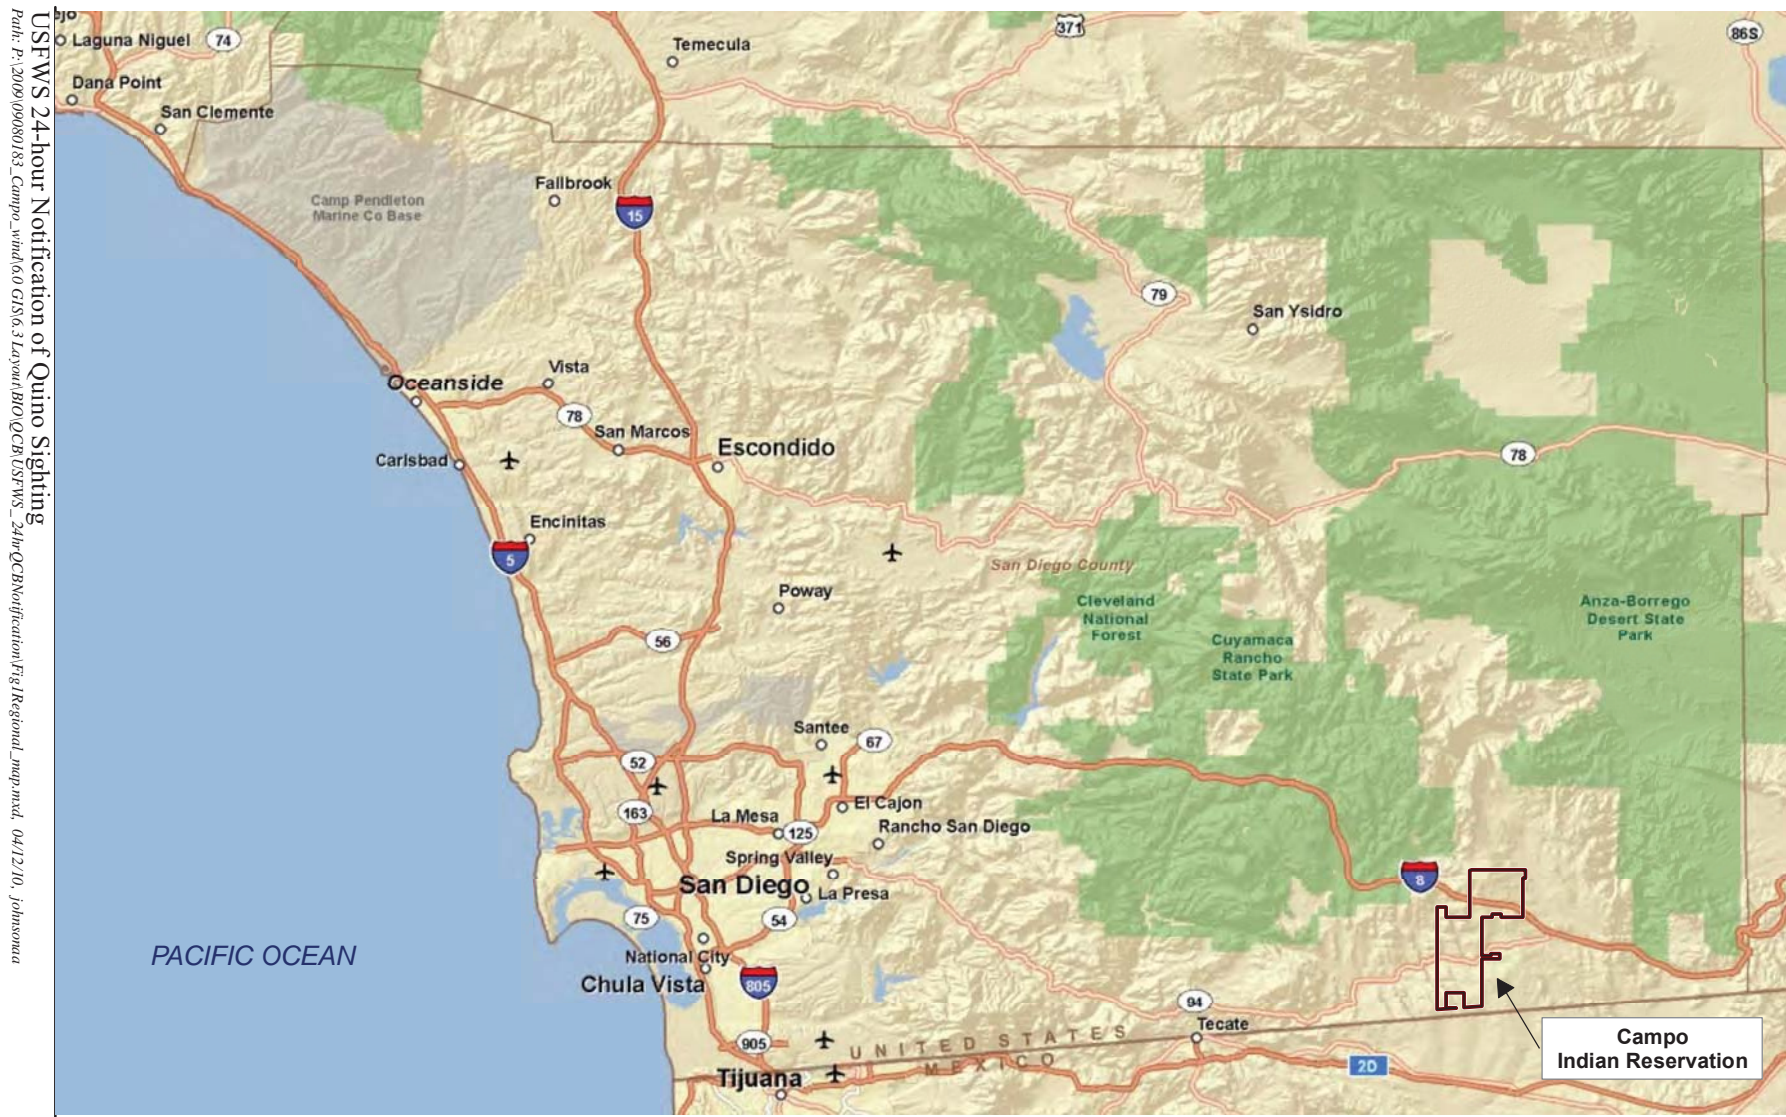 USFWS 24-hour Notification of Quino Sighting
Path: P:\2009\09080183_Campo_wind\6.0 GIS\6.3 Layout\BIO\QCB\USFWS_24hrQCBNotification\Fig1Regional_map.mxd, 04/12/10, johnsonaa
ejo
Laguna Niguel
74
Temecula
371
86S
Dana Point
San Clemente
Camp Pendleton
Marine Co Base
Fallbrook
15
79
San Ysidro
Oceanside
Vista
78
San Marcos
Escondido
78
Carlsbad
Encinitas
5
San Diego County
Poway
Cleveland
National
Forest
Anza-Borrego
Desert State
Park
56
Cuyamaca
Rancho
State Park
Santee
67
52
163
La Mesa
125
El Cajon
Rancho San Diego
Spring Valley
San Diego
La Presa
8
75
54
PACIFIC OCEAN
National City
Chula Vista
805
94
Tecate
905
UNITED STATES
MEXICO
Tijuana
2D
Campo
Indian Reservation